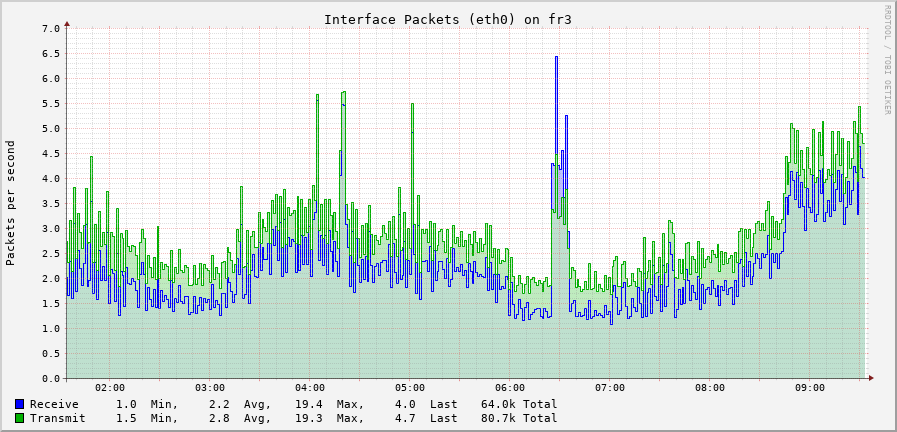 Interface Packets (eth0) on fr3
RRDTOOL / TOBI OETIKER
Packets per second
7.0
6.5
6.0
5.5
5.0
4.5
4.0
3.5
3.0
2.5
2.0
1.5
1.0
0.5
0.0
02:00 03:00 04:00 05:00 06:00 07:00 08:00 09:00
Receive 1.0 Min, 2.2 Avg, 19.4 Max, 4.0 Last 64.0k Total
Transmit 1.5 Min, 2.8 Avg, 19.3 Max, 4.7 Last 80.7k Total